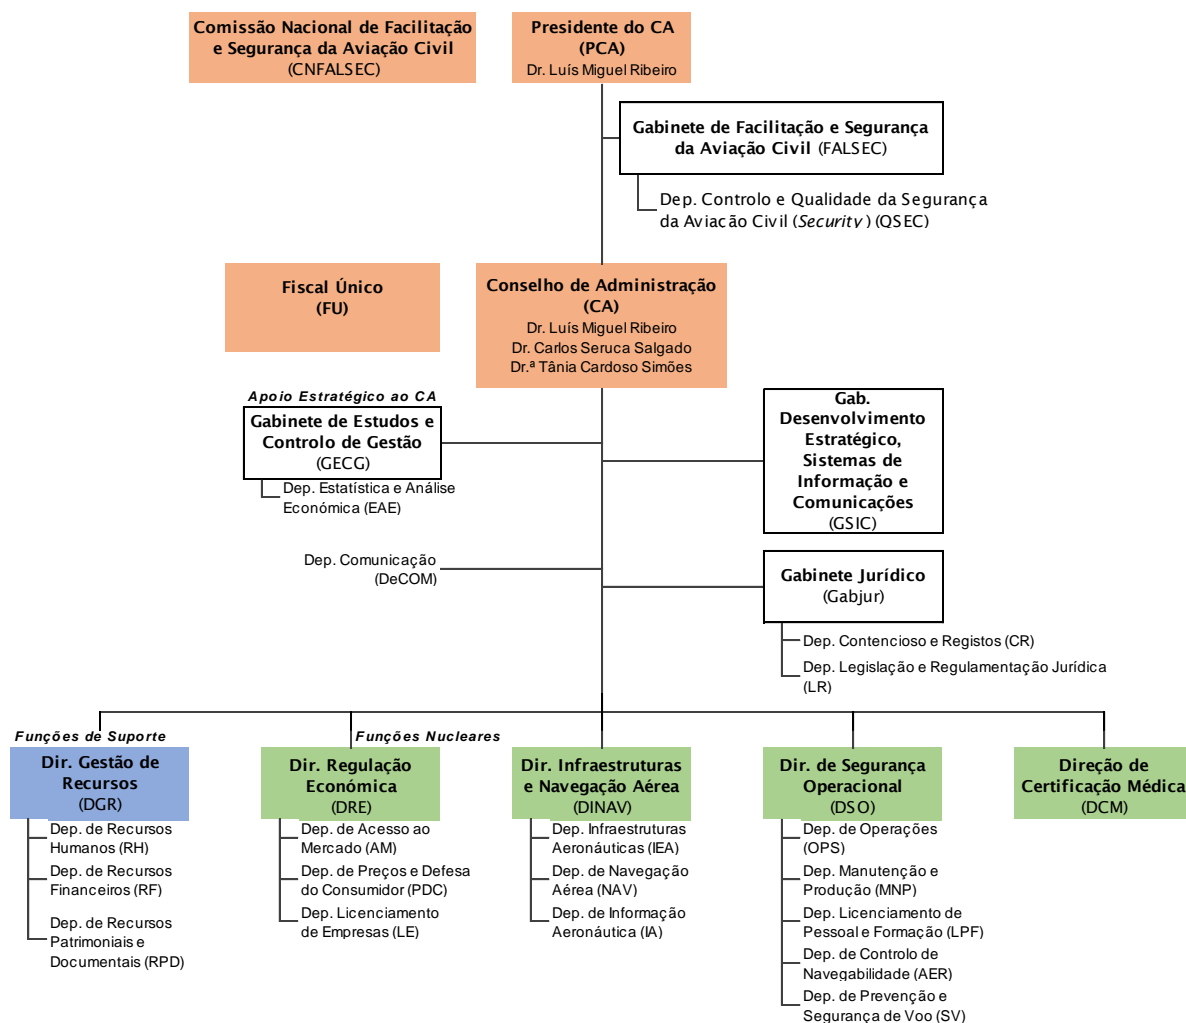 Comissão Nacional de Facilitação
e Segurança da Aviação Civil
(CNFALSEC)
Presidente do CA
(PCA)
Dr. Luís Miguel Ribeiro
Gabinete de Facilitação e Segurança
da Aviação Civil (FALSEC)
Dep. Controlo e Qualidade da Segurança
da Aviação Civil (Security) (QSEC)
Fiscal Único
(FU)
Conselho de Administração
(CA)
Dr. Luís Miguel Ribeiro
Dr. Carlos Seruca Salgado
Dr.ª Tânia Cardoso Simões
Apoio Estratégico ao CA
Gabinete de Estudos e
Controlo de Gestão
(GECG)
Dep. Estatística e Análise
Económica (EAE)
Gab.
Desenvolvimento
Estratégico,
Sistemas de
Informação e
Comunicações
(GSIC)
Dep. Comunicação
(DeCOM)
Gabinete Jurídico
(Gabjur)
Dep. Contencioso e Registos (CR)
Dep. Legislação e Regulamentação Jurídica
(LR)
Funções de Suporte
Funções Nucleares
Dir. Gestão de
Recursos
(DGR)
Dep. de Recursos
Humanos (RH)
Dep. de Recursos
Financeiros (RF)
Dep. de Recursos
Patrimoniais e
Documentais (RPD)
Dir. Regulação
Económica
(DRE)
Dep. de Acesso ao
Mercado (AM)
Dep. de Preços e Defesa
do Consumidor (PDC)
Dep. Licenciamento
de Empresas (LE)
Dir. Infraestruturas
e Navegação Aérea
(DINAV)
Dep. Infraestruturas
Aeronáuticas (IEA)
Dep. de Navegação
Aérea (NAV)
Dep. de Informação
Aeronáutica (IA)
Dir. de Segurança
Operacional
(DSO)
Dep. de Operações
(OPS)
Dep. Manutenção e
Produção (MNP)
Dep. Licenciamento de
Pessoal e Formação (LPF)
Dep. de Controlo de
Navegabilidade (AER)
Dep. de Prevenção e
Segurança de Voo (SV)
Direção de
Certificação Médica
(DCM)